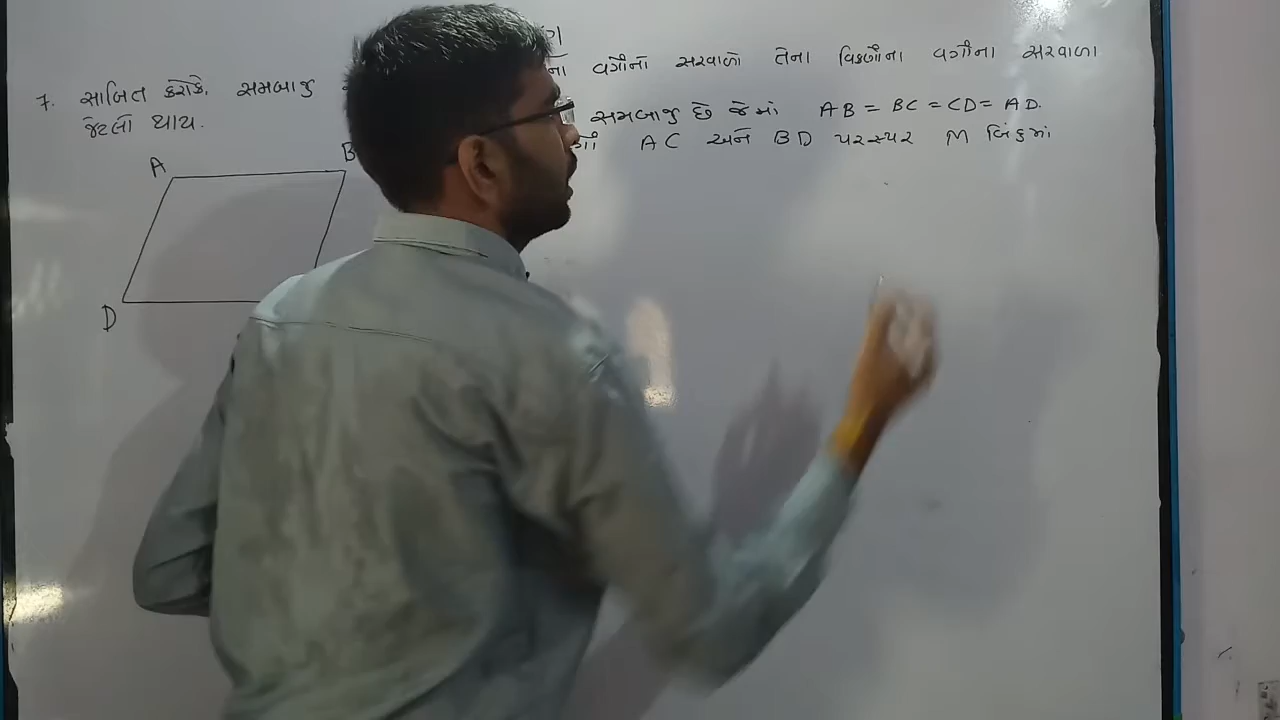 7. સાબિત કરોકે. સમબાજુ ના વર્ગોનો સરવાળો તેના વિકર્ણોના વર્ગોના સરવાળા
જેટલો થાય.
સમબાજુ છે જેમાં AB = BC = CD = AD.
AC અને BD પરસ્પર M બિંદુમાં
A B
D